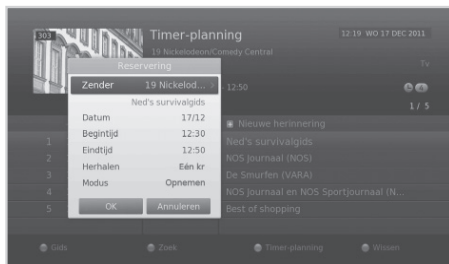 303
Timer-planning
12:19 WO 17 DEC 2011
19 Nickelodeon/Comedy Central
Tv
Reservering
Zender 19 Nickelod...
- 12:50
Ned's survivalgids
1 / 5
Datum 17/12
Nieuwe herinnering
Begintijd 12:30
1 Ned's survivalgids
Eindtijd 12:50
2 NOS Journaal (NOS)
Herhalen Eén kr
3 De Smurfen (VARA)
Modus Opnemen
4 NOS Journaal en NOS Sportjournaal (N...
OK Annuleren
5 Best of shopping
Gids Zoek Timer-planning Wissen